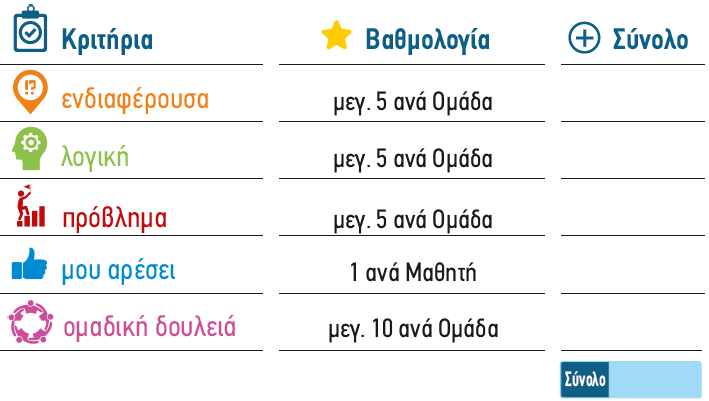 Κριτήρια Βαθμολογία Σύνολο
!? ενδιαφέρουσα μεγ. 5 ανά Ομάδα
λογική μεγ. 5 ανά Ομάδα
πρόβλημα μεγ. 5 ανά Ομάδα
μου αρέσει 1 ανά Μαθητή
ομαδική δουλειά μεγ. 10 ανά Ομάδα
Σύνολο